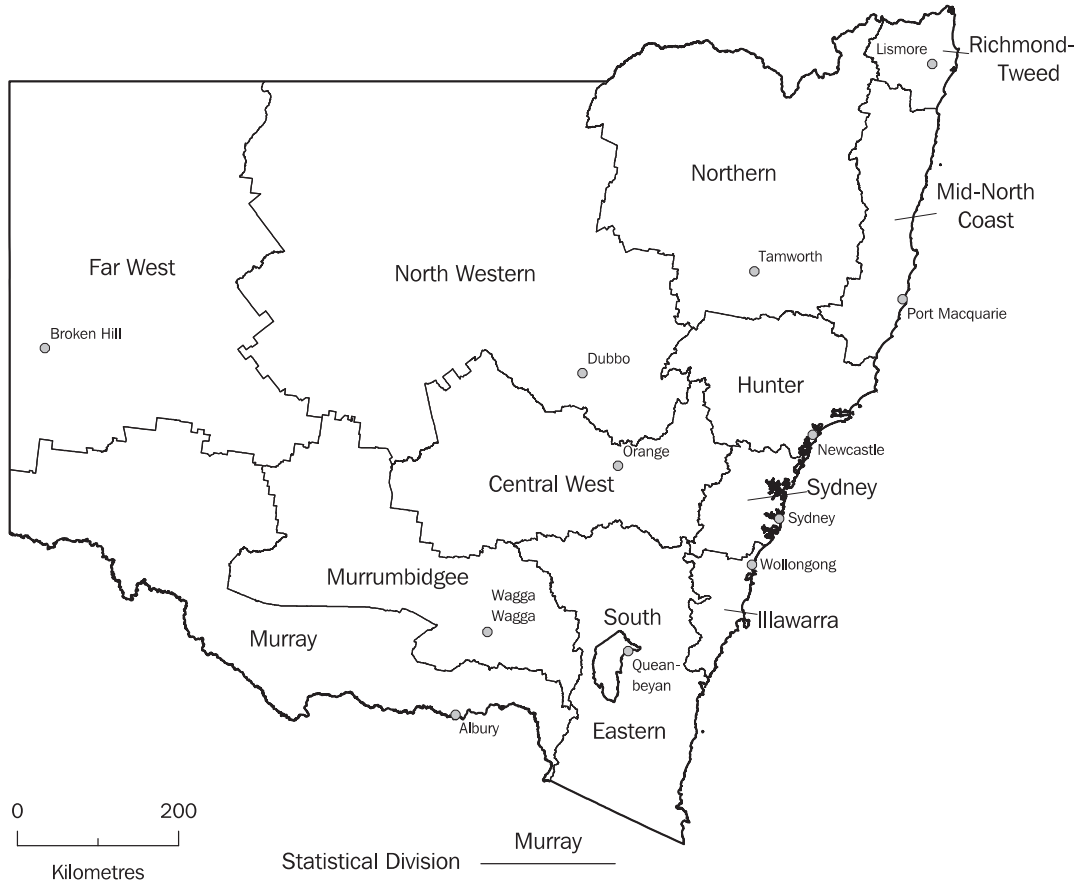 Lismore
Richmond-
Tweed
Northern
Mid-North
Coast
Tamworth
Far West
North Western
Port Macquarie
Broken Hill
Dubbo
Hunter
Newcastle
Orange
Central West
Sydney
Sydney
Wollongong
Murrumbidgee
Wagga
Wagga
South
Illawarra
Murray
Quean-
beyan
Albury
Eastern
0 200
Kilometres
Murray
Statistical Division